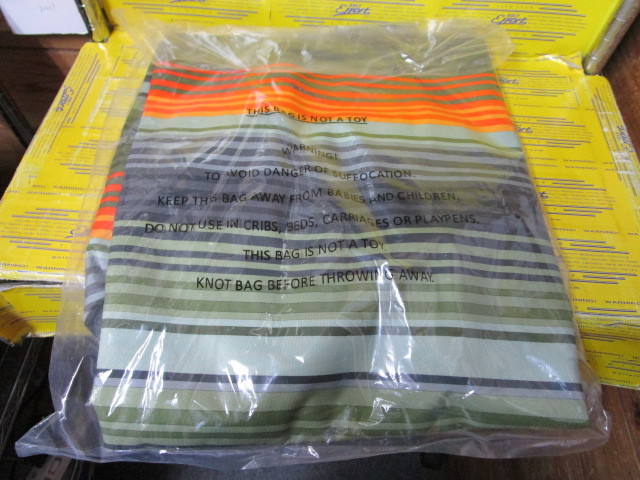 Effort
Effort
THIS BAG IS NOT A TOY
WARNING!
TO AVOID DANGER OF SUFFOCATION.
KEEP THIS BAG AWAY FROM BABIES AND CHILDREN.
DO NOT USE IN CRIBS, BEDS, CARRIAGES OR PLAYPENS.
THIS BAG IS NOT A TOY.
KNOT BAG BEFORE THROWING AWAY.